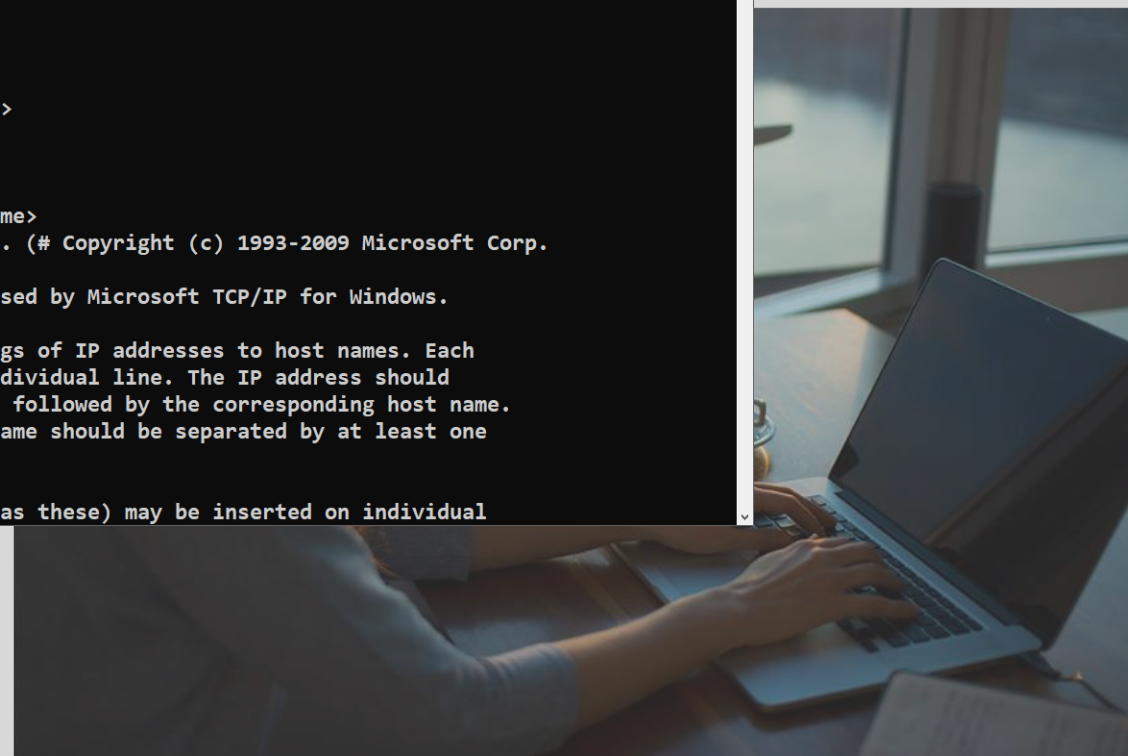 >
me>
. (# Copyright (c) 1993-2009 Microsoft Corp.
sed by Microsoft TCP/IP for Windows.
gs of IP addresses to host names. Each
dividual line. The IP address should
followed by the corresponding host name.
ame should be separated by at least one
as these) may be inserted on individual